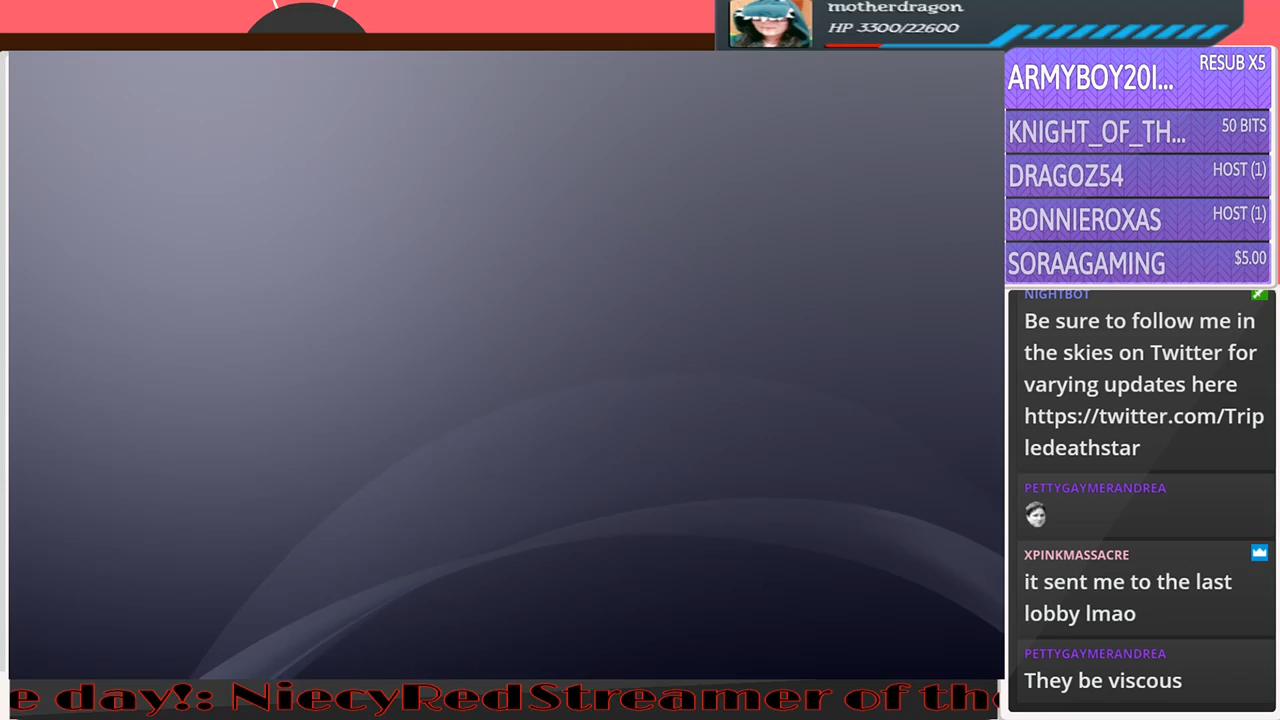 motherdragon
HP 3300/22600
ARMYBOY20I... RESUB X5
KNIGHT_OF_TH... 50 BITS
DRAGOZ54 HOST (1)
BONNIEROXAS HOST (1)
SORAAGAMING $5.00
NIGHTBOT
Be sure to follow me in
the skies on Twitter for
varying updates here
https://twitter.com/Trip
ledeathstar
PETTYGAYMERANDREA
XPINKMASSACRE
it sent me to the last
lobby lmao
PETTYGAYMERANDREA
They be viscous
e day!: NiecyRedStreamer of the